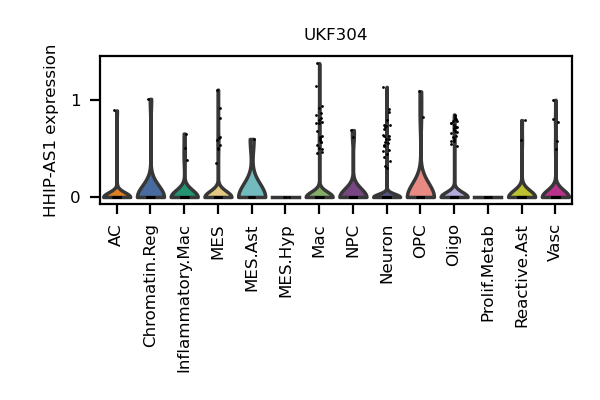 UKF304
HHIP-AS1 expression
1
0
AC
Chromatin.Reg
Inflammatory.Mac
MES
MES.Ast
MES.Hyp
Mac
NPC
Neuron
OPC
Oligo
Prolif.Metab
Reactive.Ast
Vasc